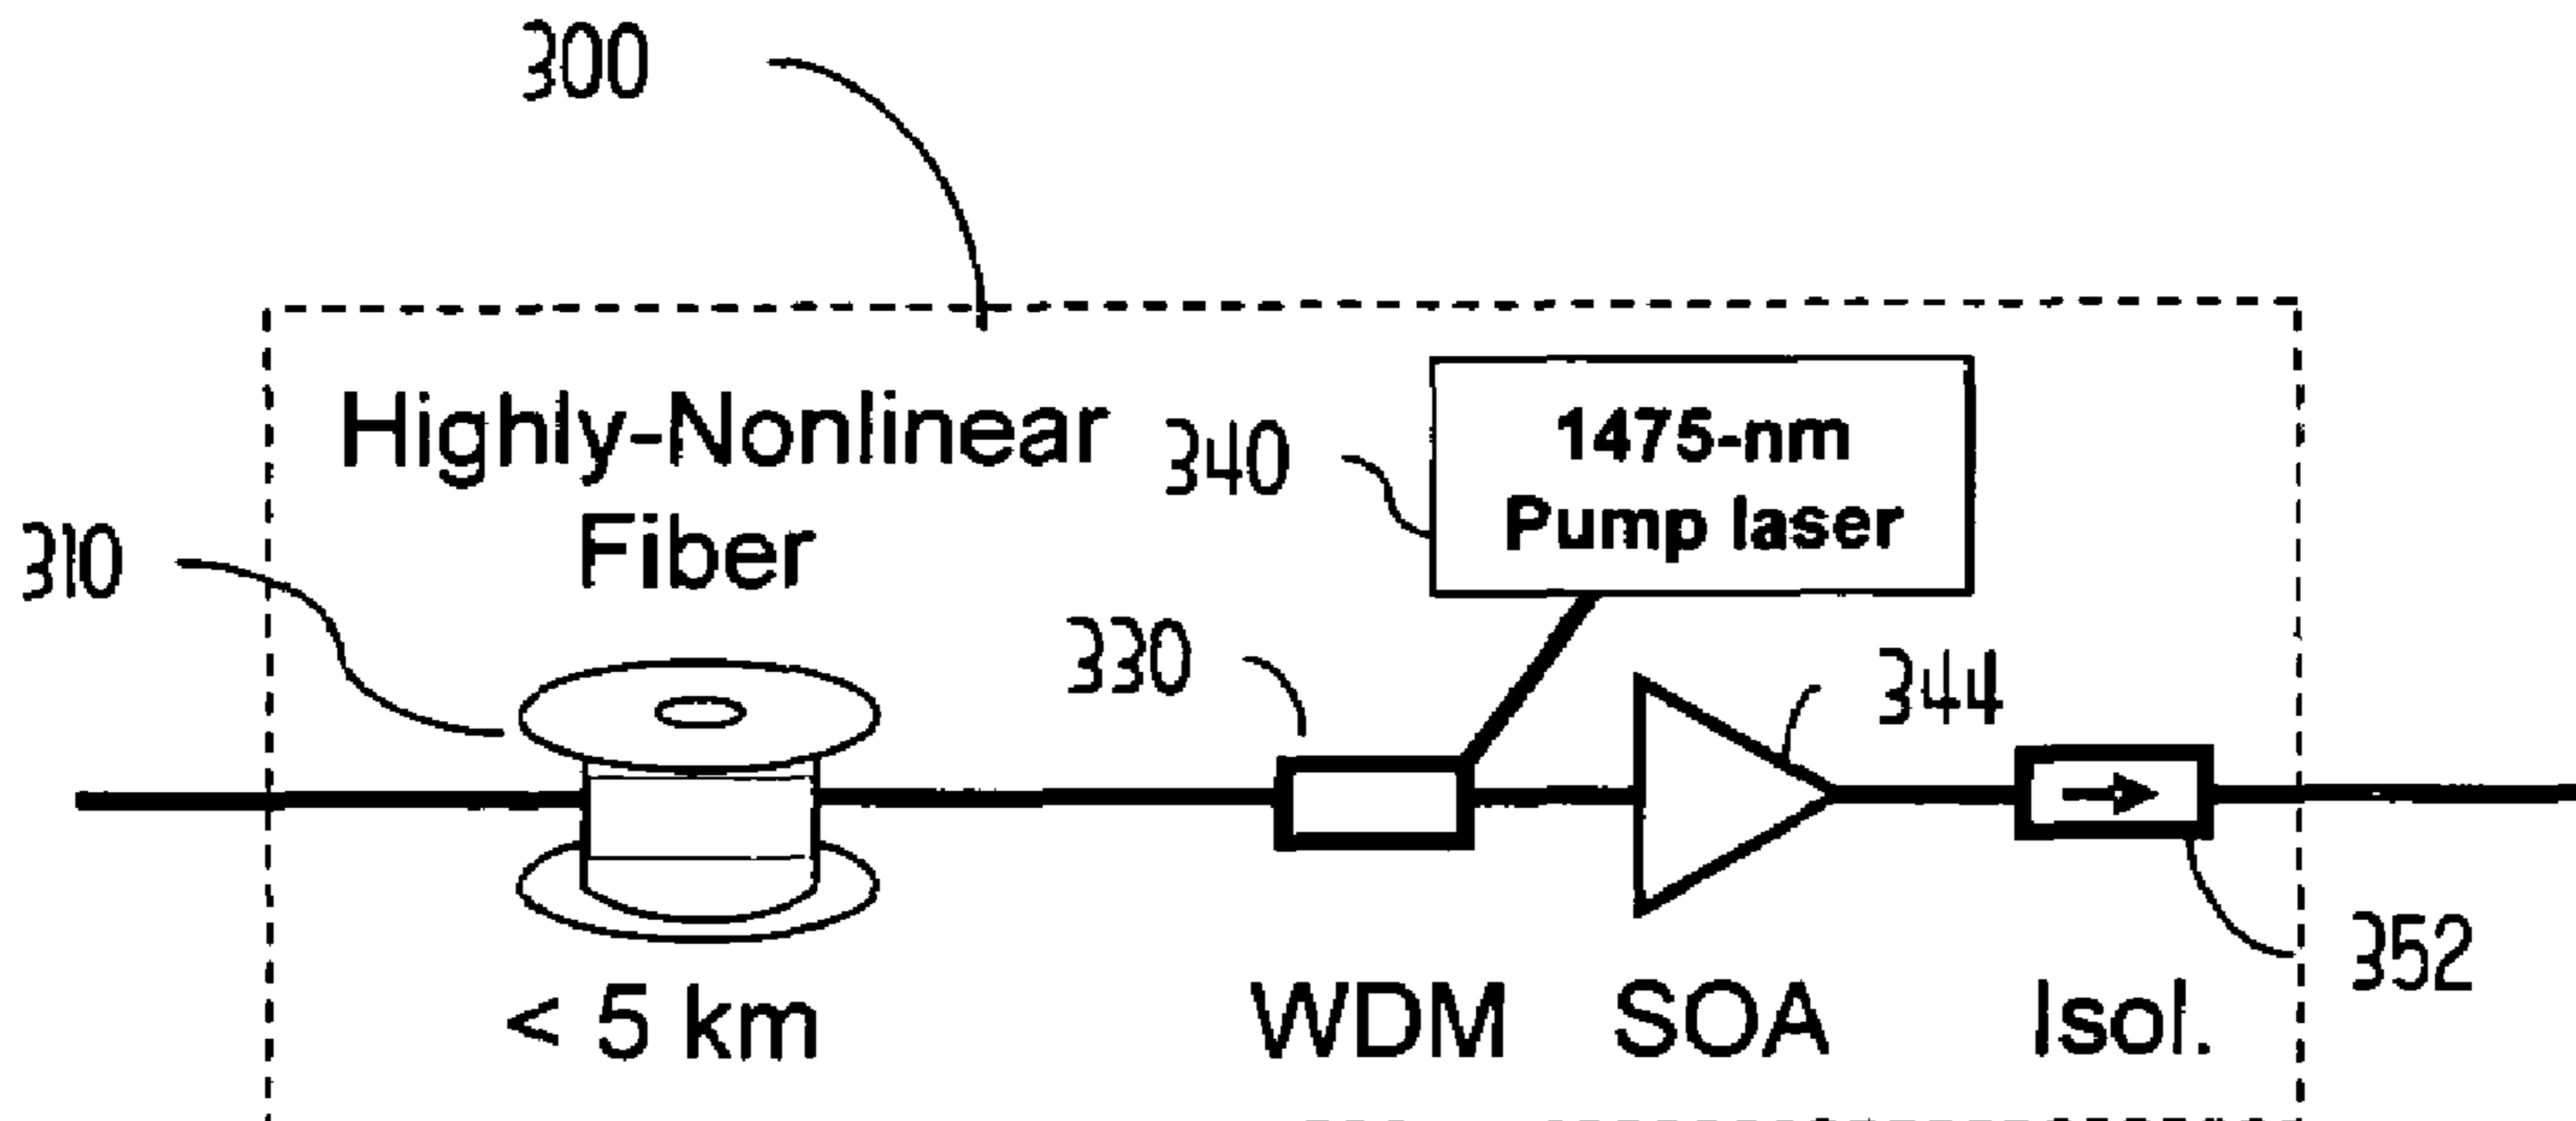 300
Highly-Nonlinear
Fiber
310
340
1475-nm
Pump laser
330
344
352
< 5 km
WDM
SOA
Isol.